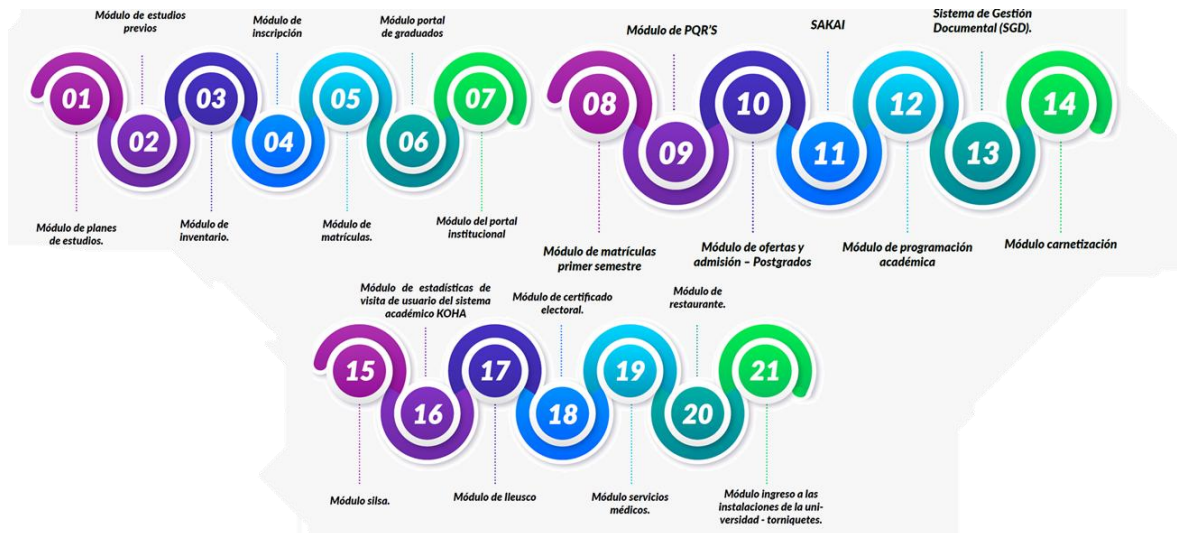 Módulo de estudios
previos
Módulo de
inscripción
Módulo portal
de graduados
01
02
03
04
05
06
07
Módulo de planes
de estudios.
Módulo de
inventario.
Módulo de
matrículas.
Módulo del portal
institucional
Módulo de PQR'S
SAKAI
Sistema de Gestión
Documental (SGD).
08
09
10
11
12
13
14
Módulo de matrículas
primer semestre
Módulo de ofertas y
admisión – Postgrados
Módulo de programación
académica
Módulo carnetización
Módulo de estadísticas de
visita de usuario del sistema
académico KOHA
Módulo de certificado
electoral.
Módulo de
restaurante.
15
16
17
18
19
20
21
Módulo silsa.
Módulo de Ileusco
Módulo servicios
médicos.
Módulo ingreso a las
instalaciones de la uni-
versidad - torniquetes.